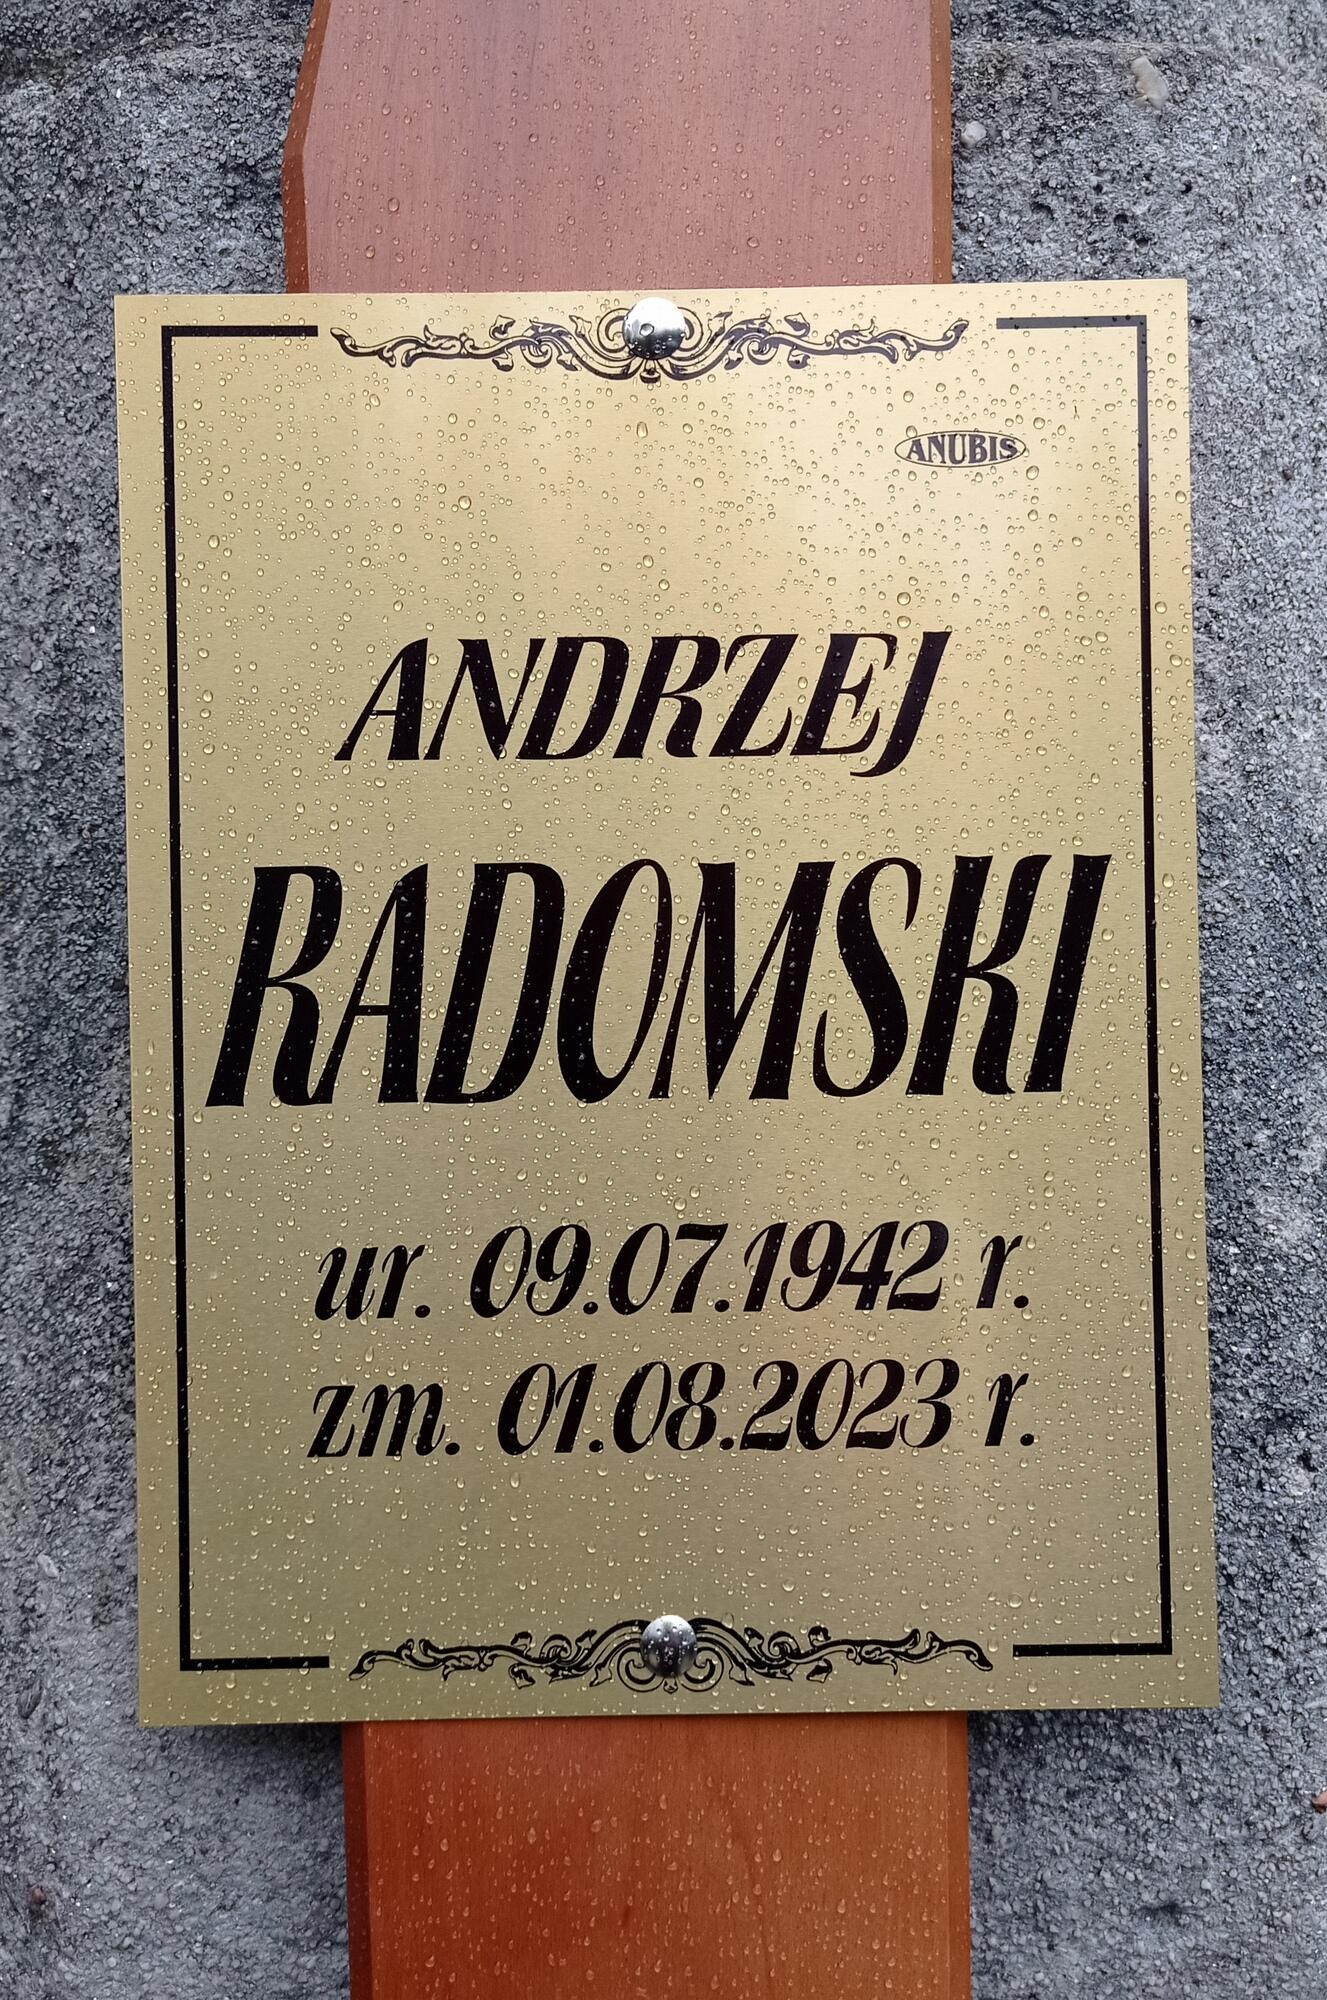 ANUBIS
ANDRZEJ
RADOMSKI
ur. 09.07.1942 r.
zm. 01.08.2023 r.